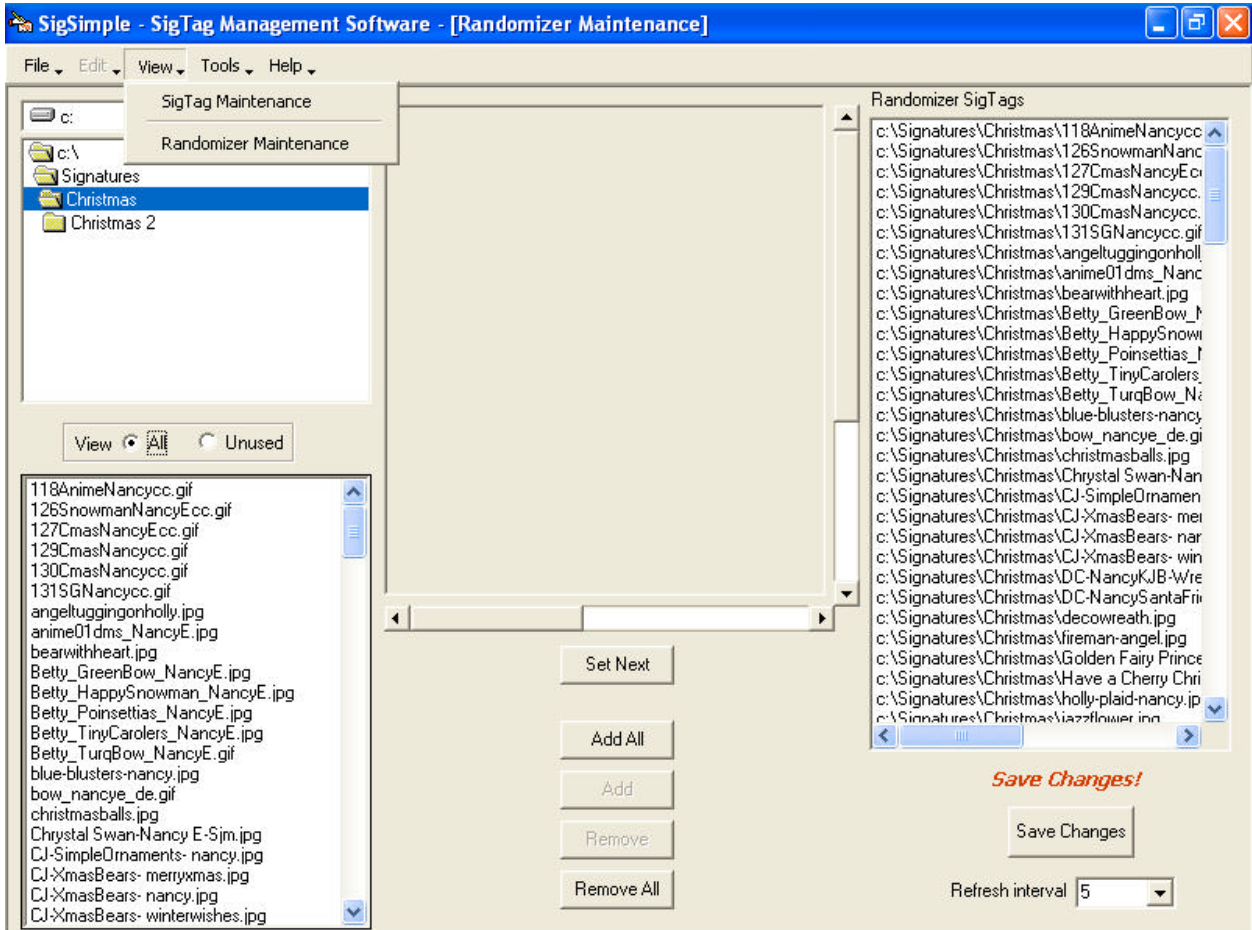 SigSimple - SigTag Management Software - [Randomizer Maintenance]
File Edit View Tools Help
SigTag Maintenance
Randomizer Maintenance
c:
c:\
Signatures
Christmas
Christmas 2
View All Unused
118AnimeNancycc.gif
126SnowmanNancyEcc.gif
127CmasNancyEcc.gif
129CmasNancycc.gif
130CmasNancycc.gif
131SGNancycc.gif
angeltuggingonholly.jpg
anime01dms_NancyE.jpg
bearwithheart.jpg
Betty_GreenBow_NancyE.jpg
Betty_HappySnowman_NancyE.jpg
Betty_Poinsettias_NancyE.jpg
Betty_TinyCarolers_NancyE.jpg
Betty_TurqBow_NancyE.gif
blue-blusters-nancy.jpg
bow_nancye_de.gif
christmasballs.jpg
Chrystal Swan-Nancy E-Sjm.jpg
CJ-SimpleOrnaments- nancy.jpg
CJ-XmasBears- merryxmas.jpg
CJ-XmasBears- nancy.jpg
CJ-XmasBears- winterwishes.jpg
Set Next
Add All
Add
Remove
Remove All
Randomizer SigTags
c:\Signatures\Christmas\118AnimeNancycc
c:\Signatures\Christmas\126SnowmanNanc
c:\Signatures\Christmas\127CmasNancyEc
c:\Signatures\Christmas\129CmasNancycc.
c:\Signatures\Christmas\130CmasNancycc.
c:\Signatures\Christmas\131SGNancycc.gif
c:\Signatures\Christmas\angeltuggingonholl
c:\Signatures\Christmas\anime01dms_Nanc
c:\Signatures\Christmas\bearwithheart.jpg
c:\Signatures\Christmas\Betty_GreenBow_N
c:\Signatures\Christmas\Betty_HappySnow
c:\Signatures\Christmas\Betty_Poinsettias_N
c:\Signatures\Christmas\Betty_TinyCarolers_
c:\Signatures\Christmas\Betty_TurqBow_Na
c:\Signatures\Christmas\blue-blusters-nancy
c:\Signatures\Christmas\bow_nancye_de.gi
c:\Signatures\Christmas\christmasballs.jpg
c:\Signatures\Christmas\Chrystal Swan-Nan
c:\Signatures\Christmas\CJ-SimpleOrnamen
c:\Signatures\Christmas\CJ-XmasBears- mer
c:\Signatures\Christmas\CJ-XmasBears- nan
c:\Signatures\Christmas\CJ-XmasBears- win
c:\Signatures\Christmas\DC-NancyKJB-Wre
c:\Signatures\Christmas\DC-NancySantaFri
c:\Signatures\Christmas\decowreath.jpg
c:\Signatures\Christmas\fireman-angel.jpg
c:\Signatures\Christmas\Golden Fairy Prince
c:\Signatures\Christmas\Have a Cherry Chri
c:\Signatures\Christmas\holly-plaid-nancy.jp
c:\Signatures\Christmas\jazzflower.jpg
Save Changes!
Save Changes
Refresh interval 5